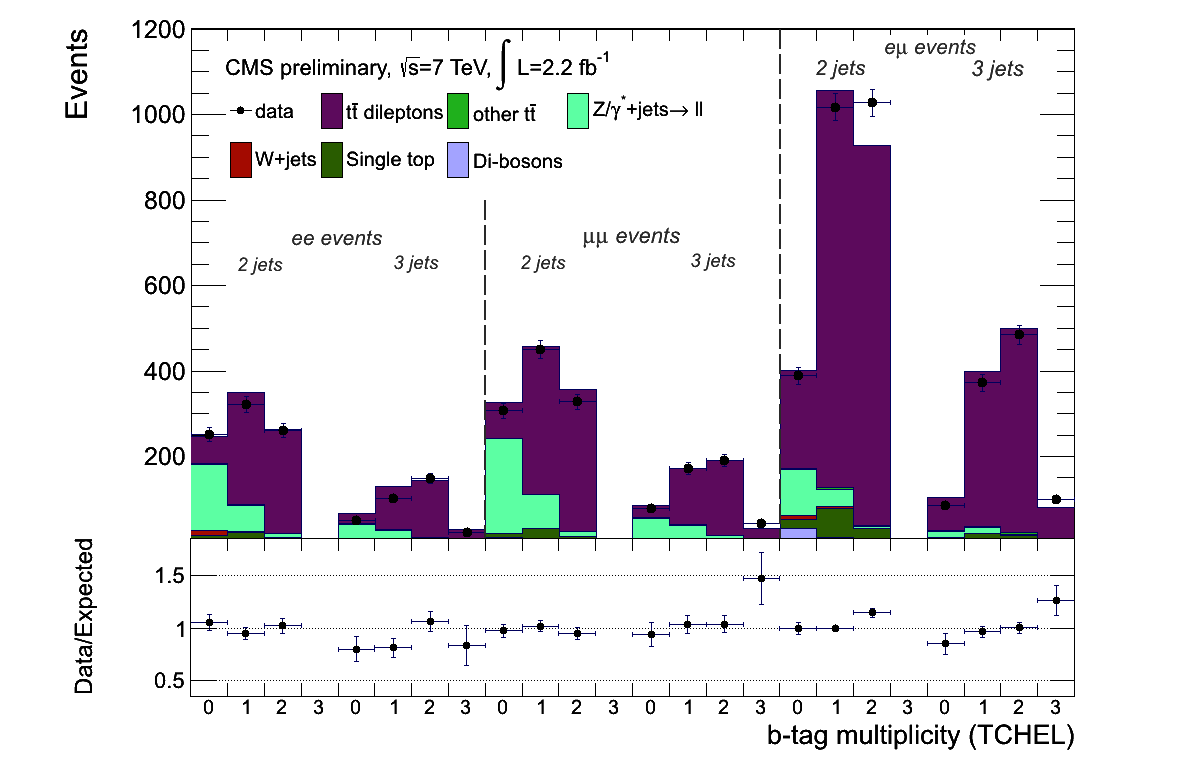 1200
1000
800
600
400
200
Events
CMS preliminary, √s=7 TeV, ∫ L=2.2 fb⁻¹
data tt̄ dileptons other tt̄ Z/γ*+jets→ ll
W+jets Single top Di-bosons
ee events
2 jets 3 jets
μμ events
2 jets 3 jets
eμ events
2 jets 3 jets
Data/Expected
1.5
1
0.5
0 1 2 3 0 1 2 3 0 1 2 3 0 1 2 3 0 1 2 3 0 1 2 3
b-tag multiplicity (TCHEL)